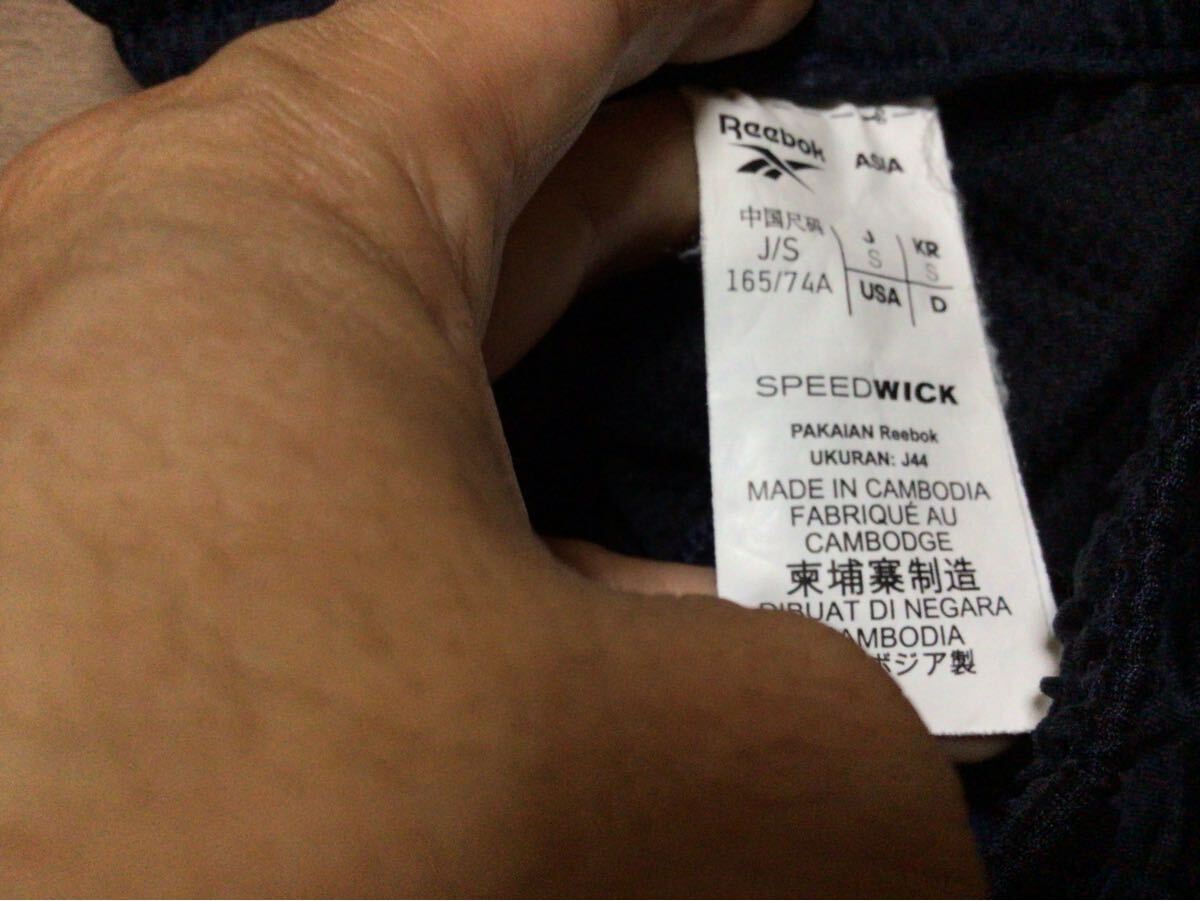 Reebok
ASIA
中国尺码
J/S
165/74A
J KR
S S
USA D
SPEEDWICK
PAKAIAN Reebok
UKURAN: J44
MADE IN CAMBODIA
FABRIQUÉ AU
CAMBODGE
柬埔寨制造
DIBUAT DI NEGARA
AMBODIA
ボジア製